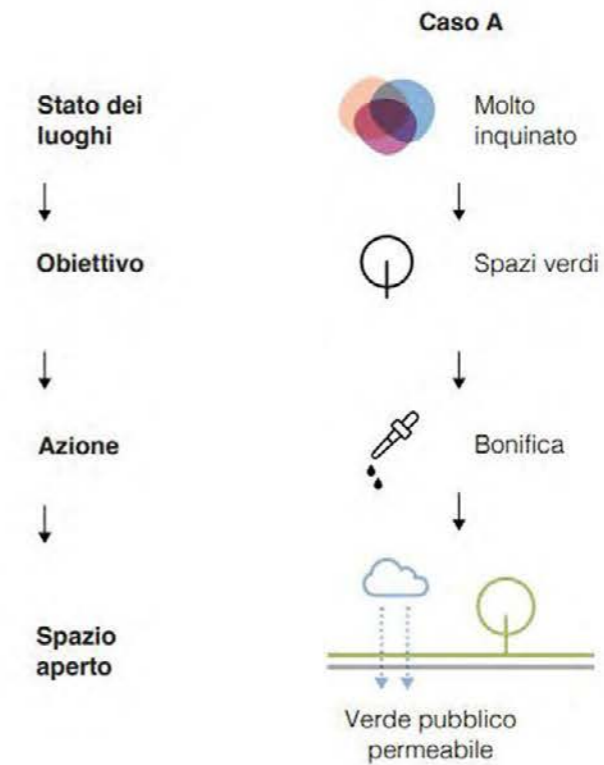 Caso A
Stato dei
luoghi
Molto
inquinato
Obiettivo
Spazi verdi
Azione
Bonifica
Spazio
aperto
Verde pubblico
permeabile